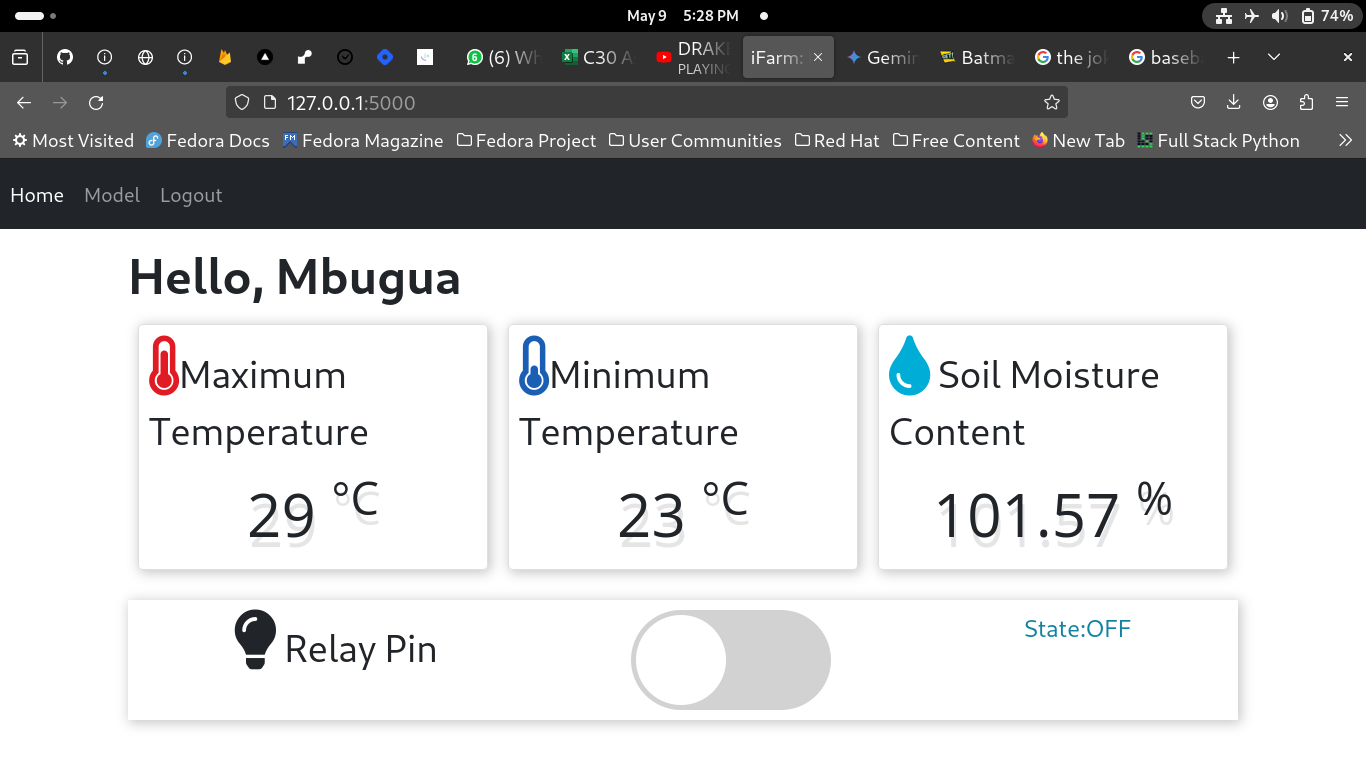 May 9 5:28 PM
74%
(6) Wh
C30 A
DRAKE
PLAYING
iFarm:
Gemin
Batma
the jok
baseb
127.0.0.1:5000
Most Visited
Fedora Docs
Fedora Magazine
Fedora Project
User Communities
Red Hat
Free Content
New Tab
Full Stack Python
Home Model Logout
Hello, Mbugua
Maximum
Temperature
29 °C
Minimum
Temperature
23 °C
Soil Moisture
Content
101.57 %
Relay Pin
State:OFF